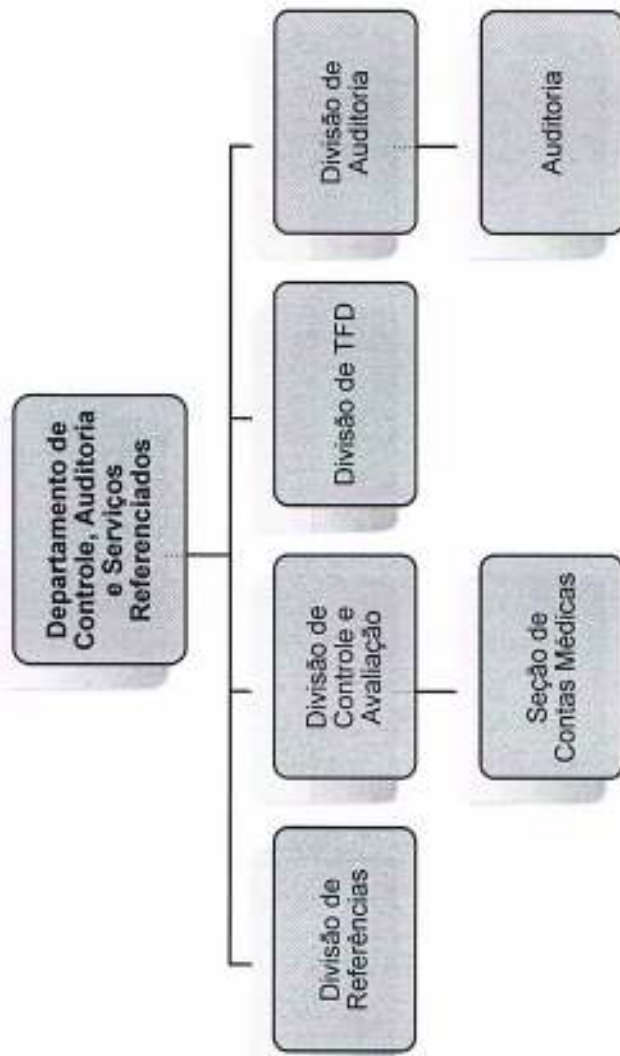 Departamento de
Controle, Auditoria
e Serviços
Referenciados
Divisão de
Referências
Divisão de
Controle e
Avaliação
Divisão de TFD
Divisão de
Auditoria
Seção de
Contas Médicas
Auditoria